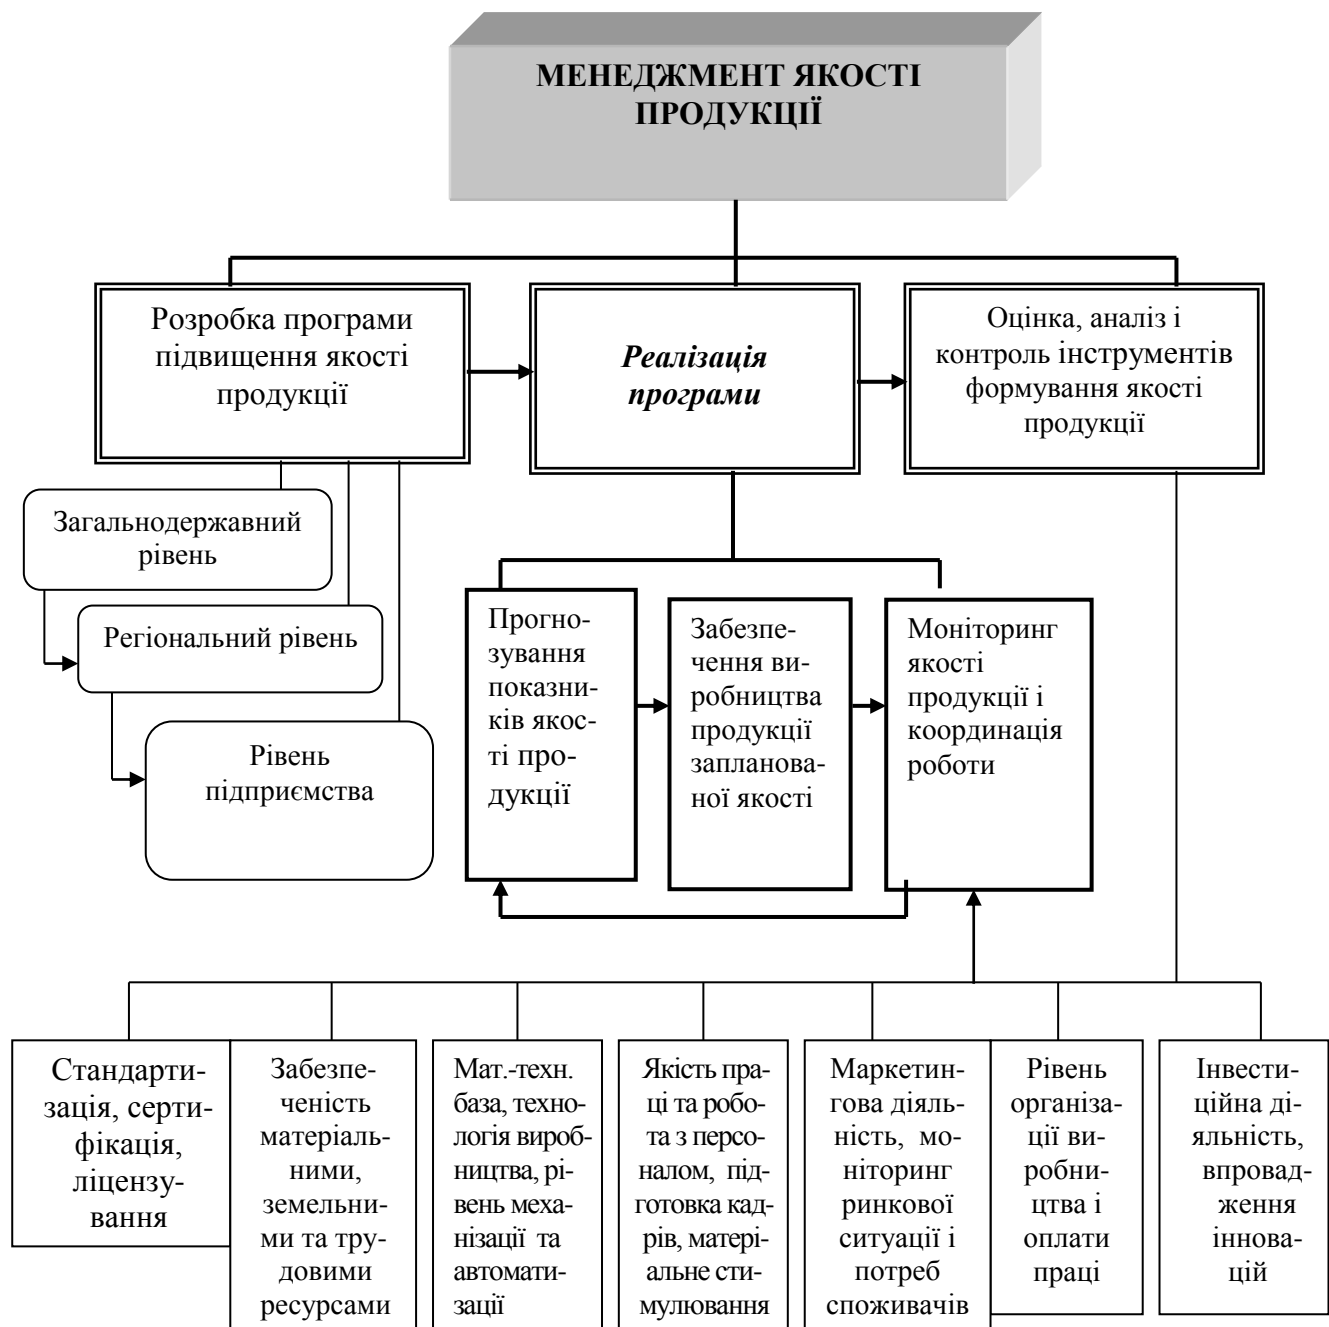 МЕНЕДЖМЕНТ ЯКОСТІ
ПРОДУКЦІЇ
Розробка програми
підвищення якості
продукції
Реалізація
програми
Оцінка, аналіз і
контроль інструментів
формування якості
продукції
Загальнодержавний
рівень
Регіональний рівень
Рівень
підприємства
Прогно-
зування
показни-
ків якос-
ті про-
дукції
Забезпе-
чення ви-
робництва
продукції
запланова-
ної якості
Моніторинг
якості
продукції і
координація
роботи
Стандарти-
зація, серти-
фікація,
ліцензу-
вання
Забезпе-
ченість
матеріаль-
ними,
земельни-
ми та тру-
довими
ресурсами
Мат.-техн.
база, техно-
логія вироб-
ництва, рі-
вень меха-
нізації та
автомати-
зації
Якість пра-
ці та робо-
та з персо-
налом, під-
готовка кад-
рів, матері-
альне сти-
мулювання
Маркетин-
гова діяль-
ність, мо-
ніторинг
ринкової
ситуації і
потреб
споживачів
Рівень
організа-
ції ви-
робни-
цтва і
оплати
праці
Інвести-
ційна ді-
яльність,
впровад-
ження
іннова-
цій